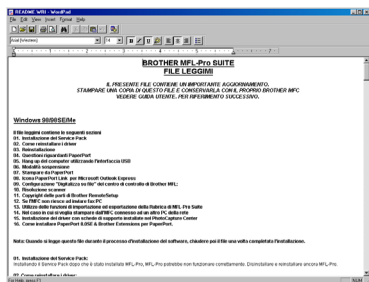 README.WRI - WordPad
File Edit View Insert Format Help
Arial (Western)
14
BROTHER MFL-Pro SUITE
FILE LEGGIMI
IL PRESENTE FILE CONTIENE UN IMPORTANTE AGGIORNAMENTO.
STAMPARE UNA COPIA DI QUESTO FILE E CONSERVARLA CON IL PROPRIO BROTHER MFC
VEDERE GUIDA UTENTE, PER RIFERIMENTO SUCCESSIVO.
Windows 98/98SE/Me
Il file leggimi contiene le seguenti sezioni
01. Installazione del Service Pack
02. Come reinstallare i driver
03. Reinstallazione
04. Questioni riguardanti PaperPort
05. Hang up del computer utilizzando l'interfaccia USB
06. Modalità sospensione
07. Stampare da PaperPort
08. Icona PaperPort Link per Microsoft Outlook Express
09. Configurazione "Digitalizza su file" del centro di controllo di Brother MFL:
10. Risoluzione scanner
11. Copyright delle parti di Brother RemoteSetup
12. Se l'MFC non riesce ad inviare fax PC
13. Utilizzo delle funzioni di importazione ed esportazione della Rubrica di MFL Pro Suite
14. Nel caso in cui si voglia stampare dall'MFC connesso ad un altro PC della rete
15. Installazione del driver con schede di supporto installate nel PhotoCapture Center
16. Come installare PaperPort 8.0SE & Brother Extensions per PaperPort.
Nota: Quando si legge questo file durante il processo d'installazione del software, chiudere poi il file una volta completata l'installazione.
01. Installazione del Service Pack:
Installando il Service Pack dopo che è stato installato MFL-Pro, MFL-Pro potrebbe non funzionare correttamente. Disinstallare e reinstallare ancora MFL-Pro.
02. Come reinstallare i driver:
For Help, press F1
NUM